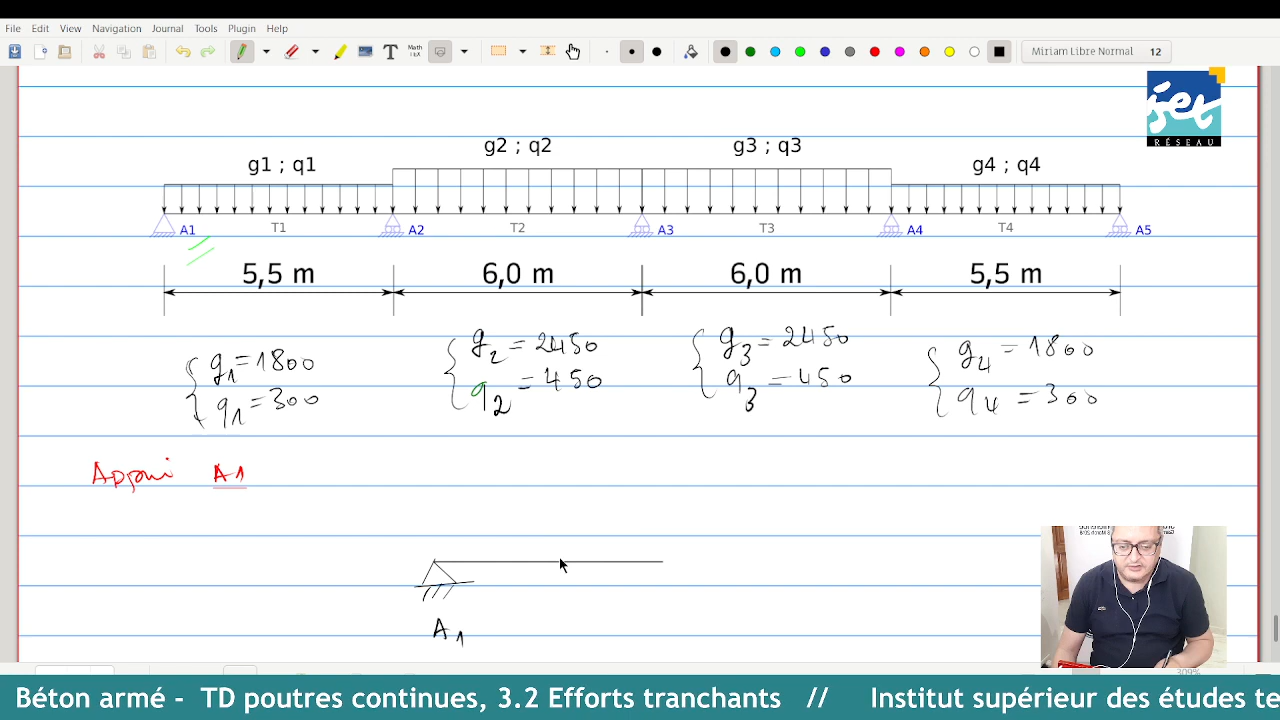 File Edit View Navigation Journal Tools Plugin Help
T Math Miriam Libre Normal 12
iset
RÉSEAU
g1 ; q1 g2 ; q2 g3 ; q3 g4 ; q4
A1 T1 A2 T2 A3 T3 A4 T4 A5
5,5 m 6,0 m 6,0 m 5,5 m
g1 = 1800 g2 = 2450 g3 = 2450 g4 = 1800
q1 = 300 q2 = 450 q3 = 450 q4 = 300
Appui A1
A1
309%
Béton armé - TD poutres continues, 3.2 Efforts tranchants // Institut supérieur des études te